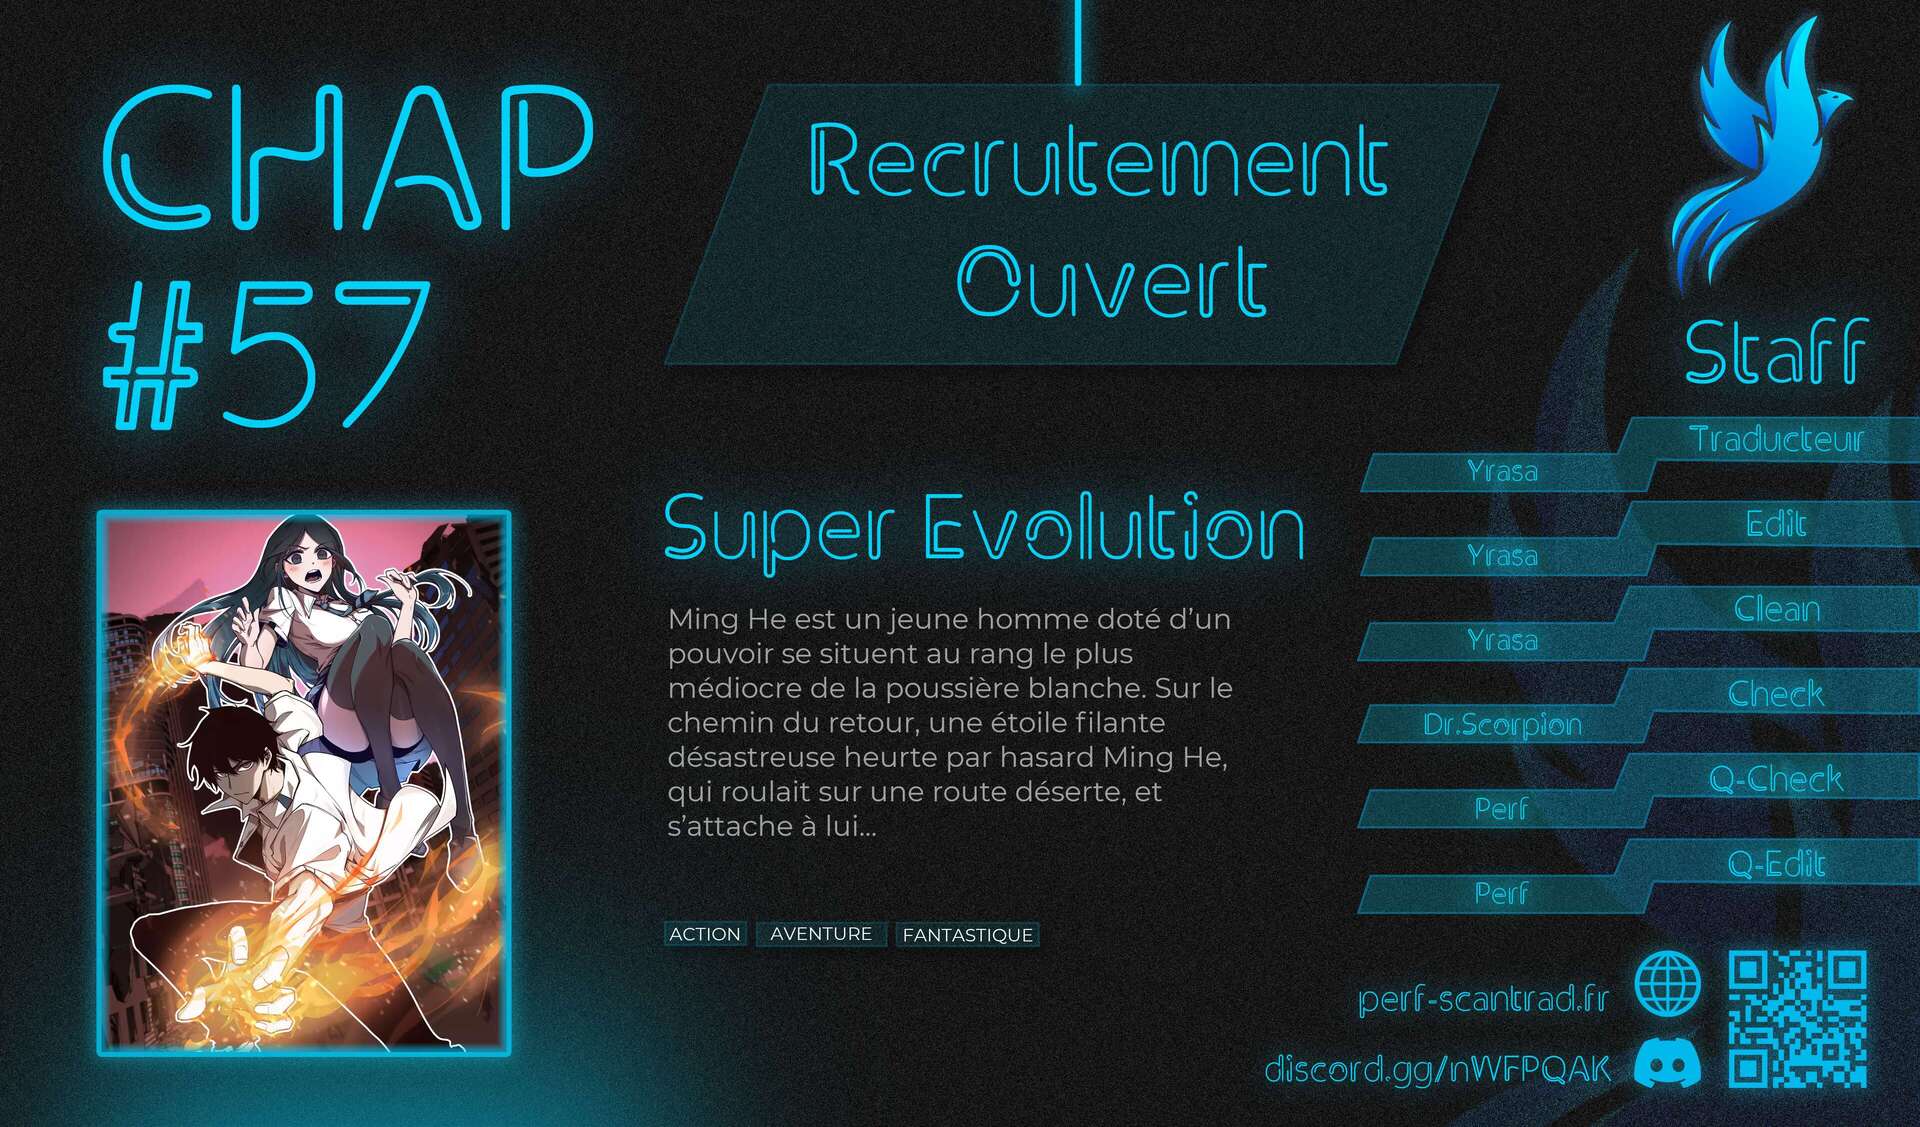 CHAP
#57
Recrutement
Ouvert
Super Evolution
Ming He est un jeune homme doté d’un
pouvoir se situent au rang le plus
médiocre de la poussière blanche. Sur le
chemin du retour, une étoile filante
désastreuse heurte par hasard Ming He,
qui roulait sur une route déserte, et
s’attache à lui...
ACTION
AVENTURE
FANTASTIQUE
Staff
Traducteur
Yrasa
Edit
Yrasa
Clean
Yrasa
Check
Dr.Scorpion
Q-Check
Perf
Q-Edit
Perf
perf-scantrad.fr
discord.gg/nWFPQAK